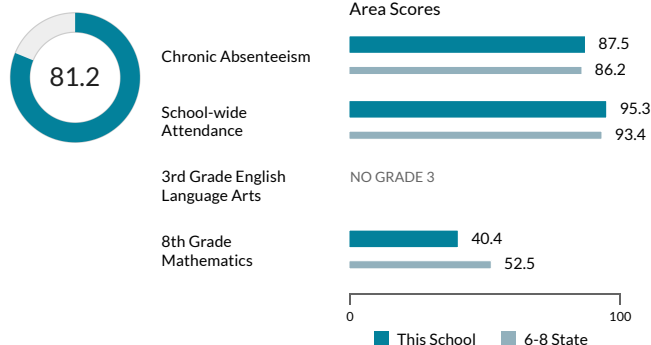 Area Scores
81.2
Chronic Absenteeism
87.5
86.2
School-wide
Attendance
95.3
93.4
3rd Grade English
Language Arts
NO GRADE 3
8th Grade
Mathematics
40.4
52.5
0
100
This School
6-8 State